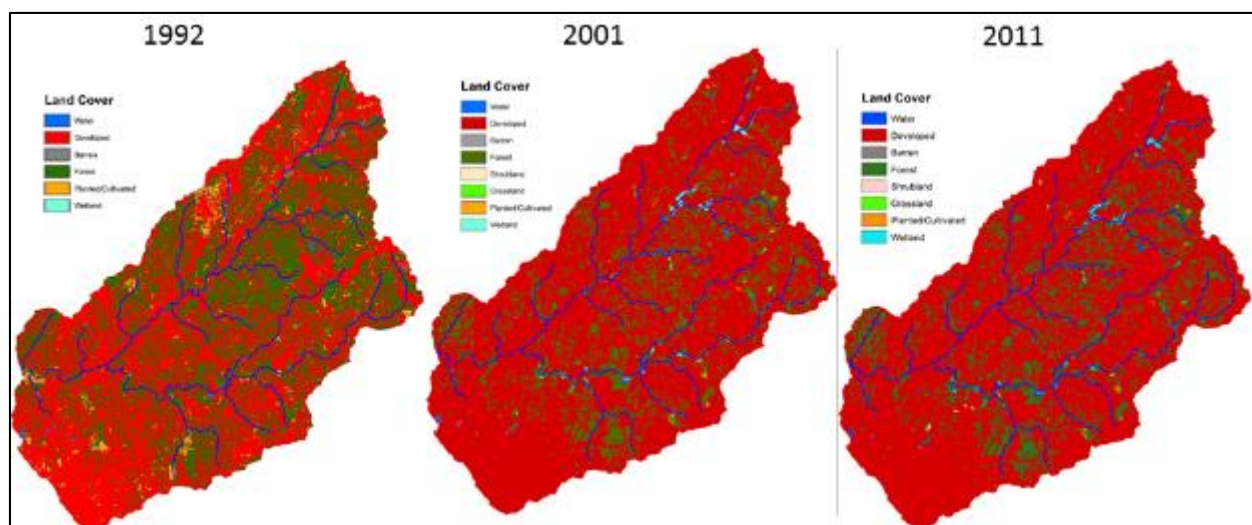 1992
2001
2011
Land Cover
Water
Developed
Barren
Forest
Planted/Cultivated
Wetland
Land Cover
Water
Developed
Barren
Forest
Shrubland
Grassland
Planted/Cultivated
Wetland
Land Cover
Water
Developed
Barren
Forest
Shrubland
Grassland
Planted/Cultivated
Wetland